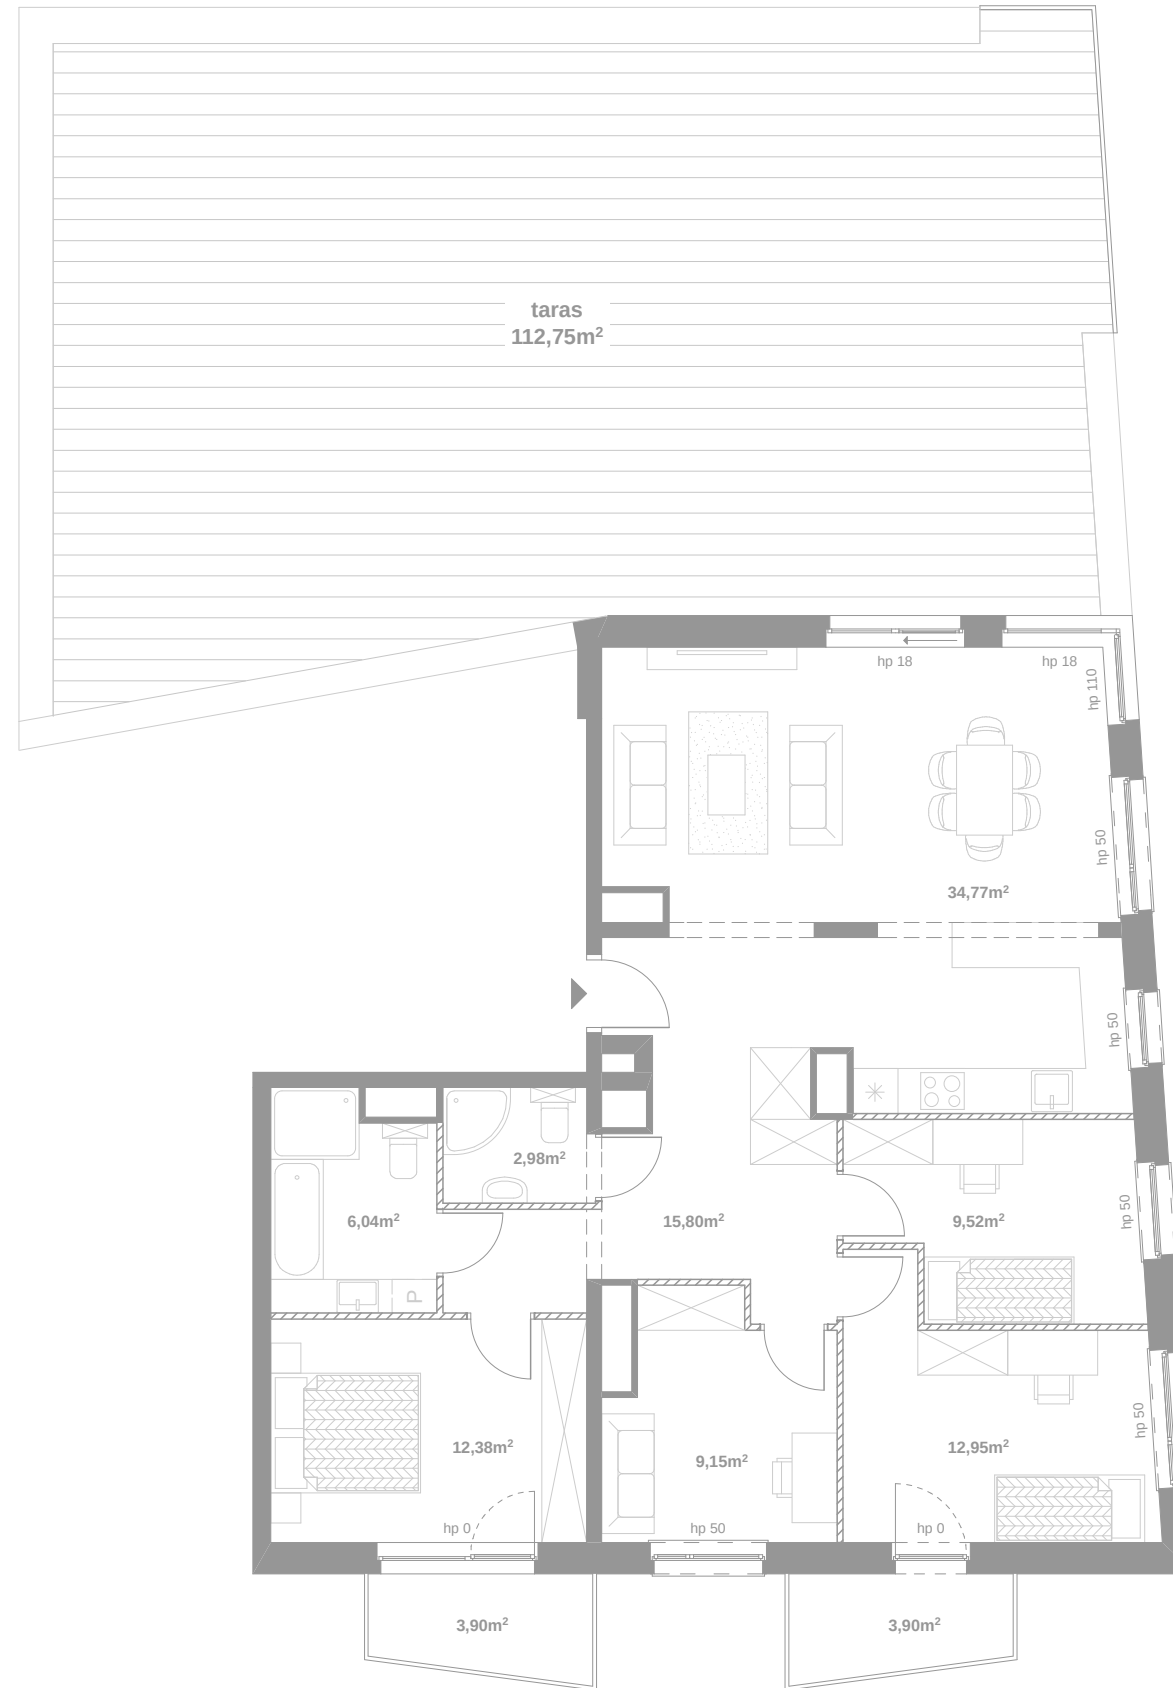 taras
112,75m²
hp 18
hp 18
hp 110
hp 50
34,77m²
hp 50
2,98m²
6,04m²
15,80m²
9,52m²
hp 50
P
12,38m²
9,15m²
12,95m²
hp 50
hp 0
hp 50
hp 0
3,90m²
3,90m²